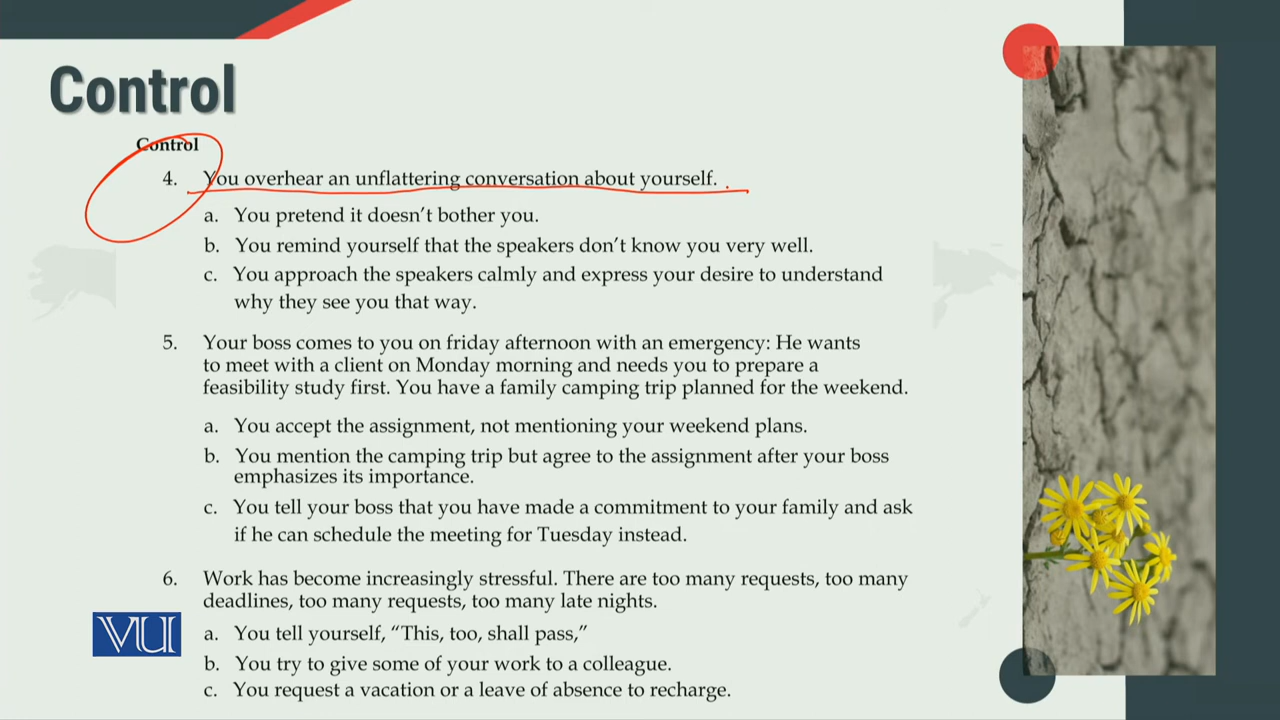 Control
Control
4. You overhear an unflattering conversation about yourself.
a. You pretend it doesn't bother you.
b. You remind yourself that the speakers don't know you very well.
c. You approach the speakers calmly and express your desire to understand
why they see you that way.
5. Your boss comes to you on friday afternoon with an emergency: He wants
to meet with a client on Monday morning and needs you to prepare a
feasibility study first. You have a family camping trip planned for the weekend.
a. You accept the assignment, not mentioning your weekend plans.
b. You mention the camping trip but agree to the assignment after your boss
emphasizes its importance.
c. You tell your boss that you have made a commitment to your family and ask
if he can schedule the meeting for Tuesday instead.
6. Work has become increasingly stressful. There are too many requests, too many
deadlines, too many requests, too many late nights.
a. You tell yourself, “This, too, shall pass,”
b. You try to give some of your work to a colleague.
c. You request a vacation or a leave of absence to recharge.
VU